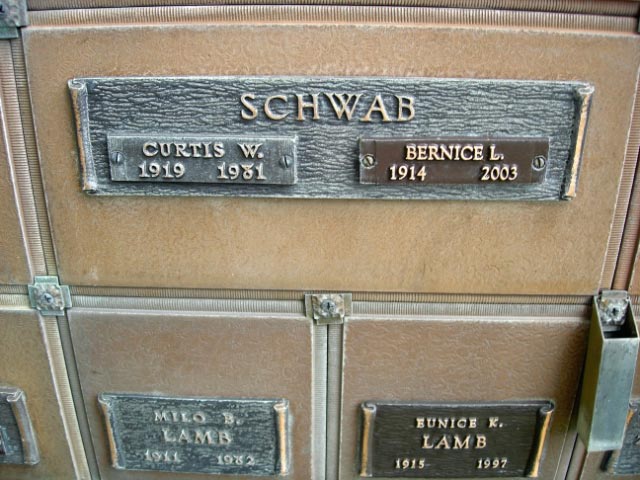 SCHWAB
CURTIS W. BERNICE L.
1919 1981 1914 2003
MILO B. EUNICE K.
LAMB LAMB
1911 1982 1915 1997